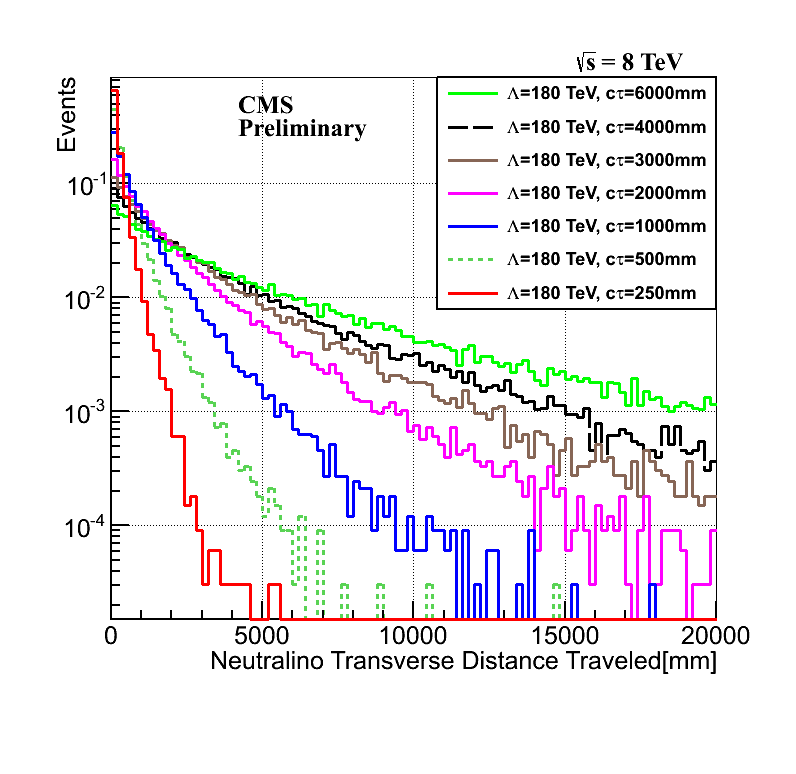 √s = 8 TeV
CMS
Preliminary
Λ=180 TeV, cτ=6000mm
Λ=180 TeV, cτ=4000mm
Λ=180 TeV, cτ=3000mm
Λ=180 TeV, cτ=2000mm
Λ=180 TeV, cτ=1000mm
Λ=180 TeV, cτ=500mm
Λ=180 TeV, cτ=250mm
Events
10⁻¹
10⁻²
10⁻³
10⁻⁴
0 5000 10000 15000 20000
Neutralino Transverse Distance Traveled[mm]